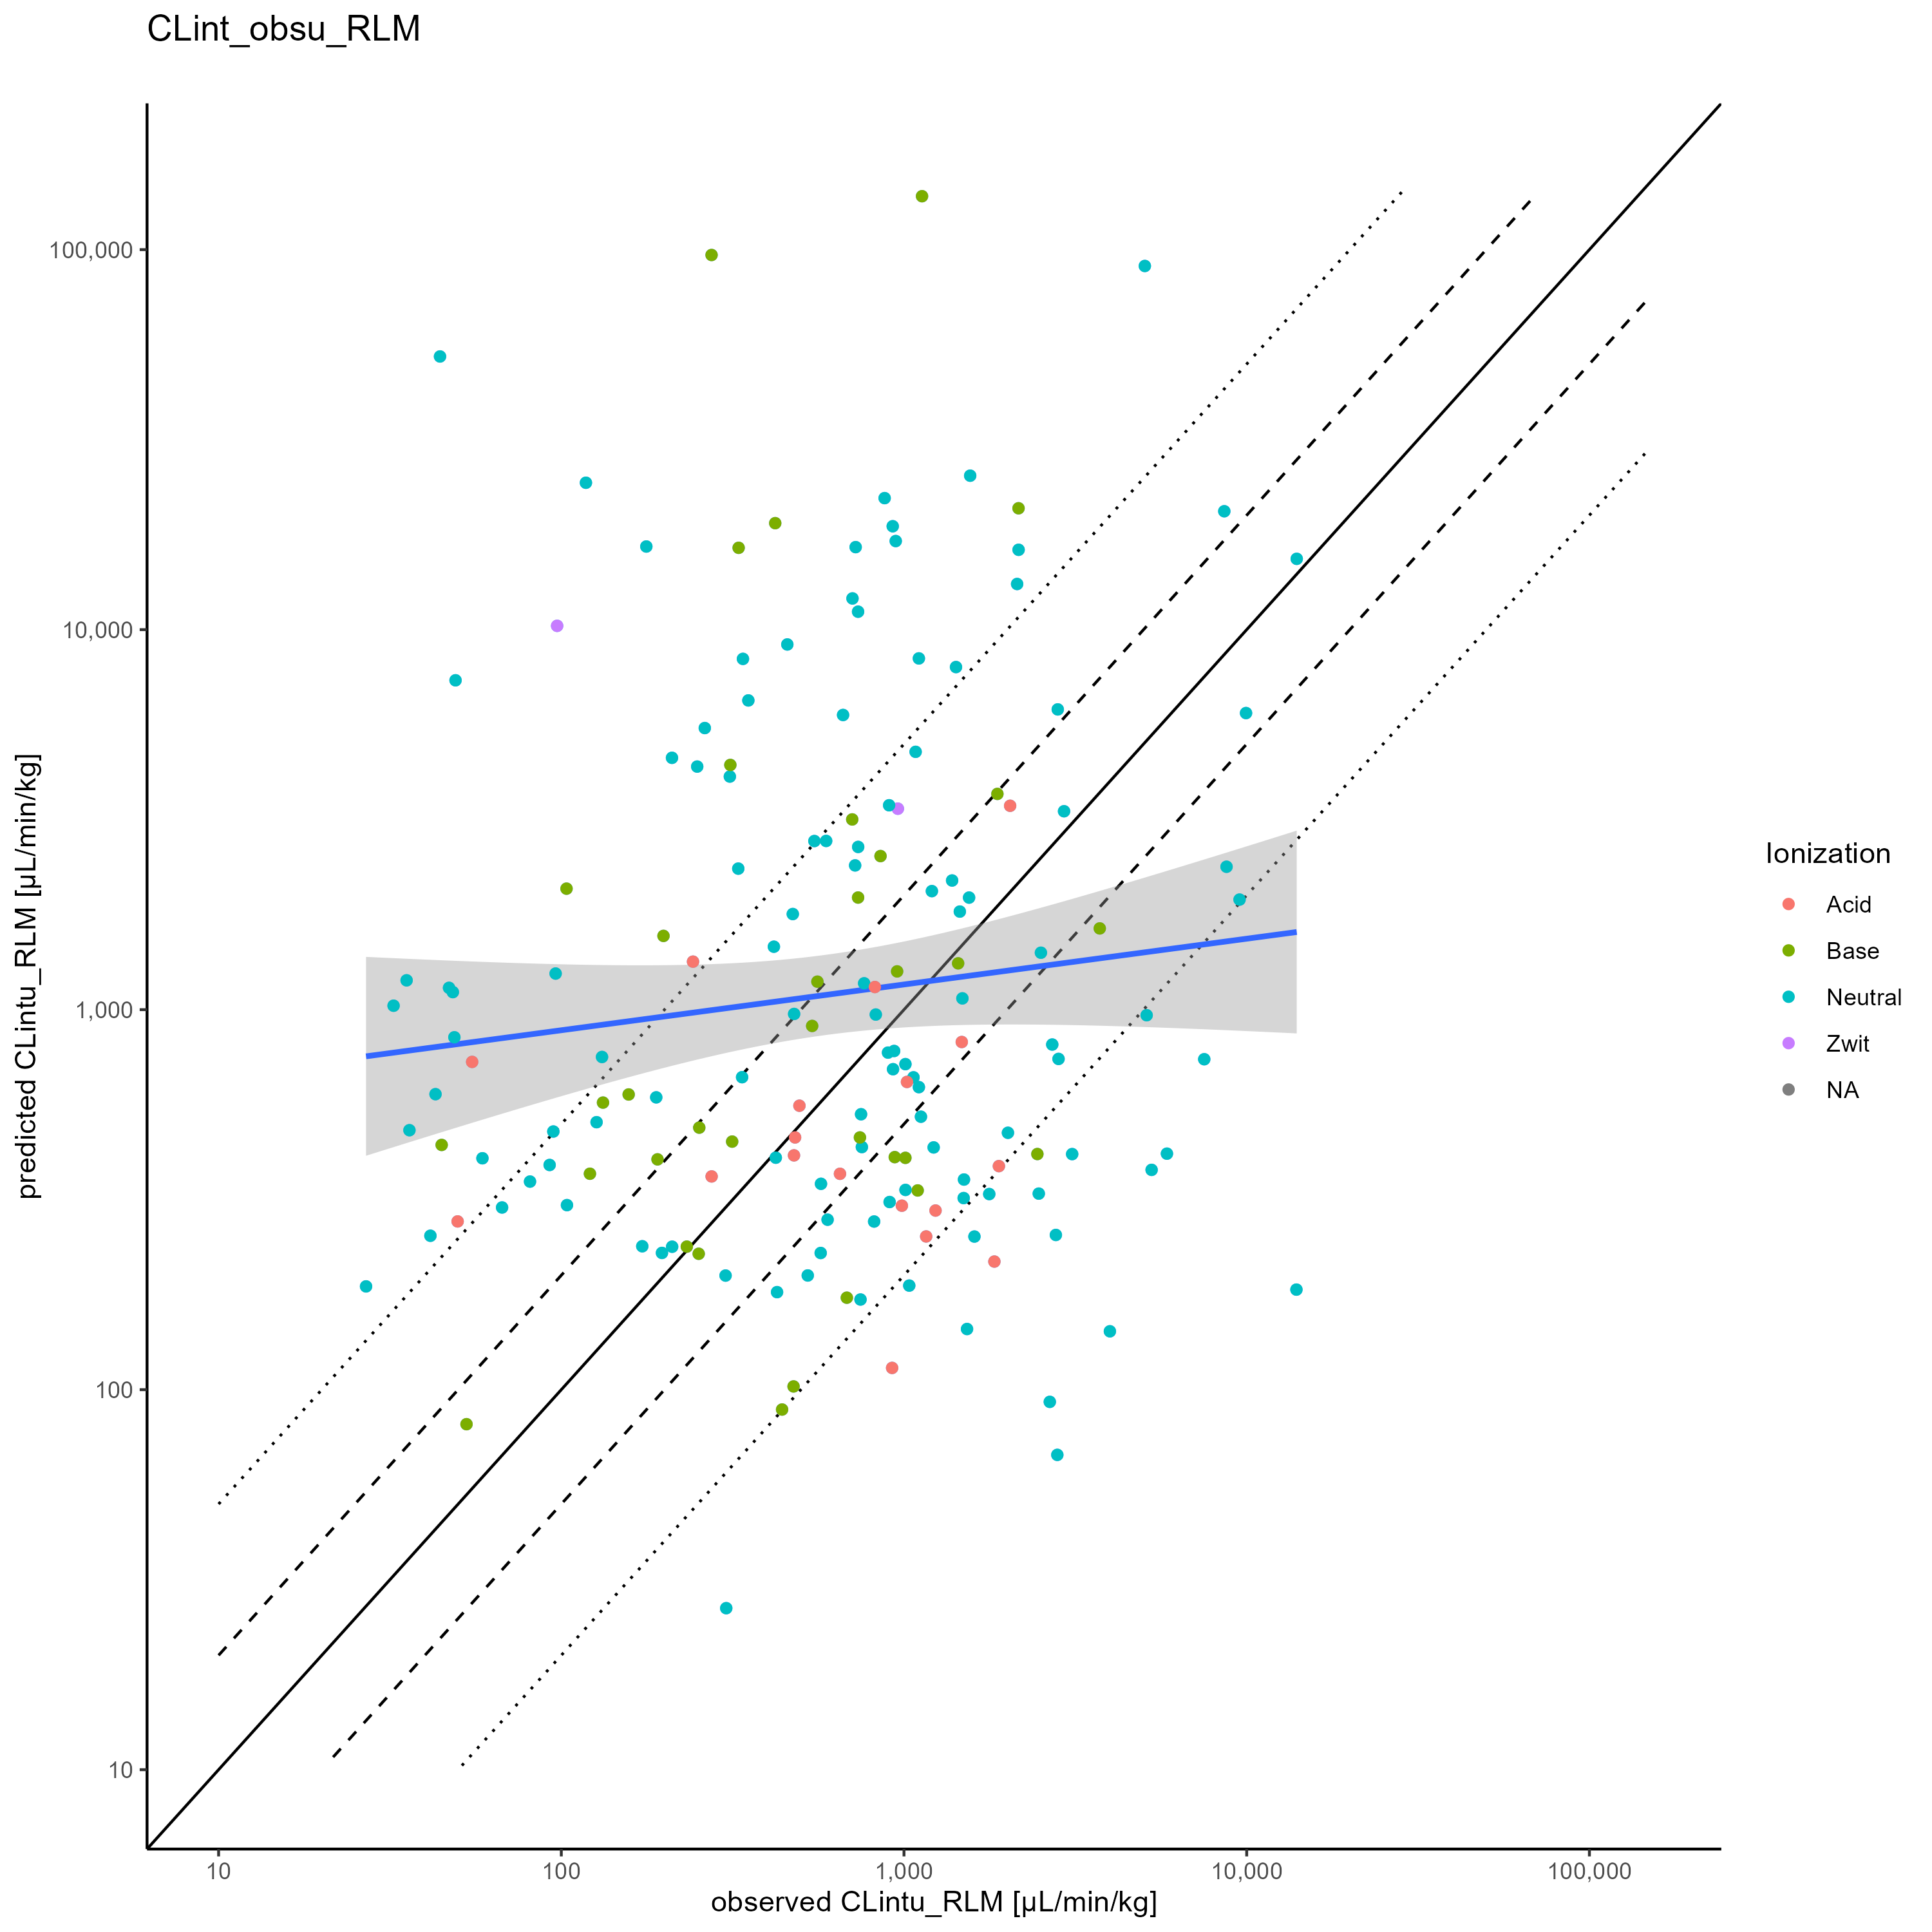 CLint_obsu_RLM
predicted CLintu_RLM [µL/min/kg]
100,000
10,000
1,000
100
10
10
100
1,000
10,000
100,000
observed CLintu_RLM [µL/min/kg]
Ionization
Acid
Base
Neutral
Zwit
NA